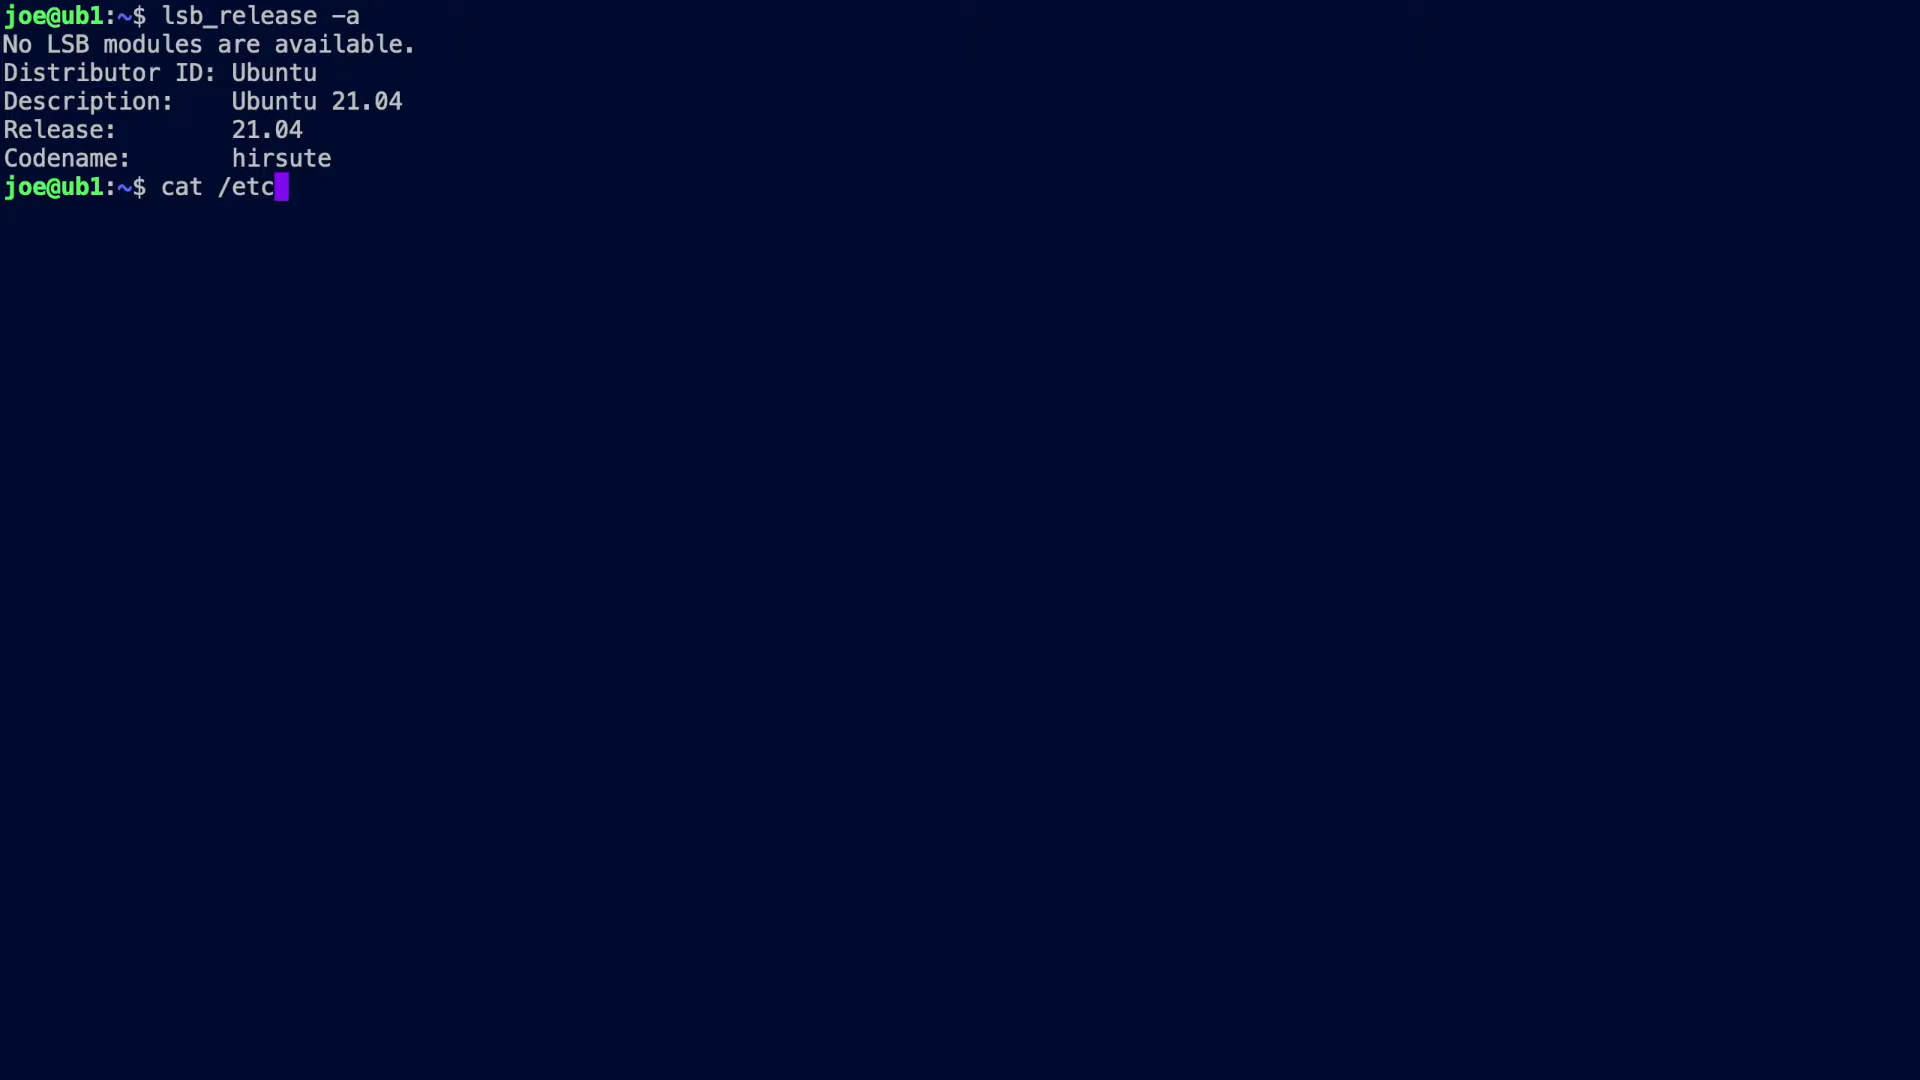 joe@ub1:~$ lsb_release -a
No LSB modules are available.
Distributor ID: Ubuntu
Description:    Ubuntu 21.04
Release:        21.04
Codename:       hirsute
joe@ub1:~$ cat /etc